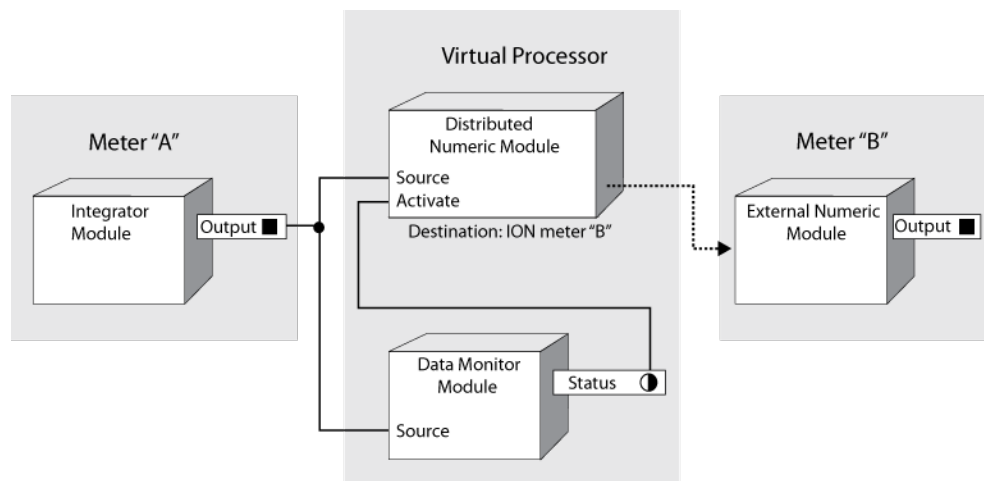 Virtual Processor
Meter “A”
Integrator
Module
Output
Distributed
Numeric Module
Source
Activate
Destination: ION meter “B”
Data Monitor
Module
Status
Source
Meter “B”
External Numeric
Module
Output